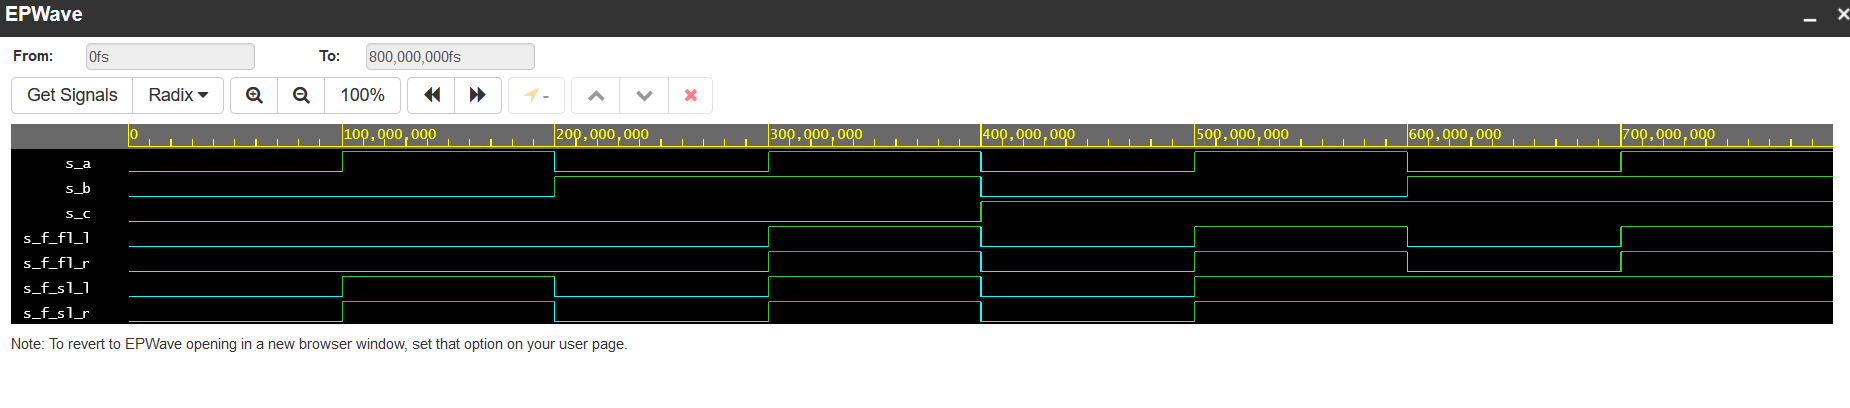 EPWave
From: 0fs To: 800,000,000fs
Get Signals Radix 100% -
0 100,000,000 200,000,000 300,000,000 400,000,000 500,000,000 600,000,000 700,000,000
s_a
s_b
s_c
s_f_fl_l
s_f_fl_r
s_f_sl_l
s_f_sl_r
Note: To revert to EPWave opening in a new browser window, set that option on your user page.